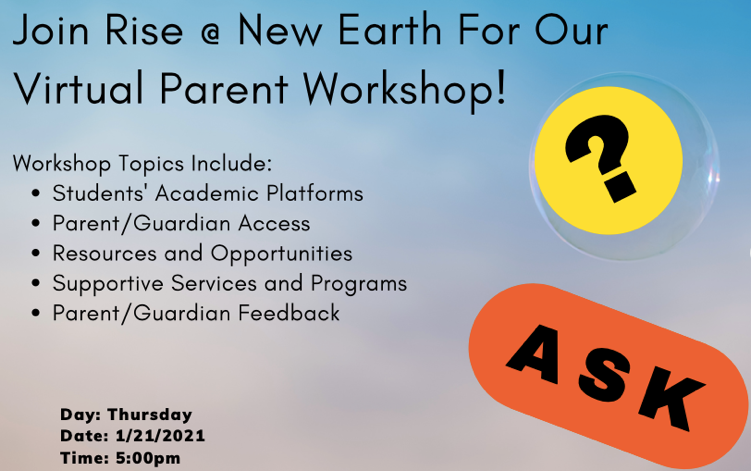 Join Rise @ New Earth For Our
Virtual Parent Workshop!
?
Workshop Topics Include:
• Students' Academic Platforms
• Parent/Guardian Access
• Resources and Opportunities
• Supportive Services and Programs
• Parent/Guardian Feedback
ASK
Day: Thursday
Date: 1/21/2021
Time: 5:00pm